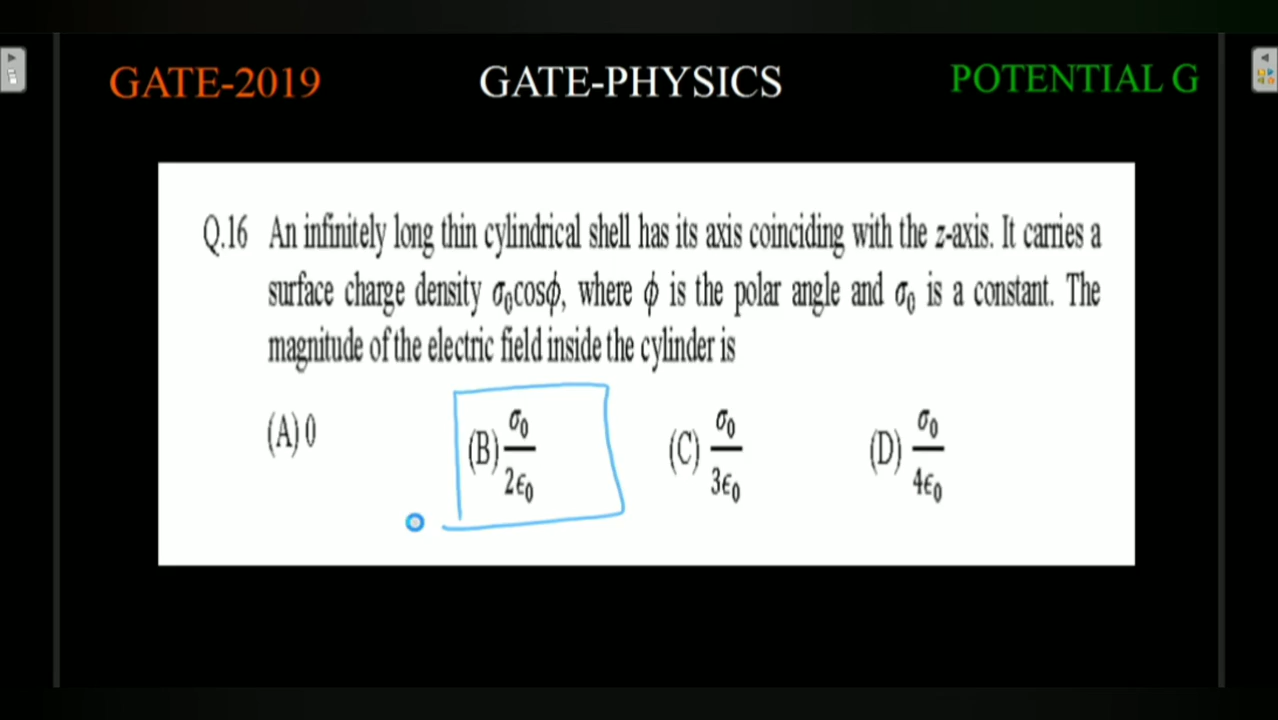 GATE-2019 GATE-PHYSICS POTENTIAL G
Q.16 An infinitely long thin cylindrical shell has its axis coinciding with the z-axis. It carries a
surface charge density σ₀cosϕ, where ϕ is the polar angle and σ₀ is a constant. The
magnitude of the electric field inside the cylinder is
(A) 0 (B) σ₀/2ϵ₀ (C) σ₀/3ϵ₀ (D) σ₀/4ϵ₀